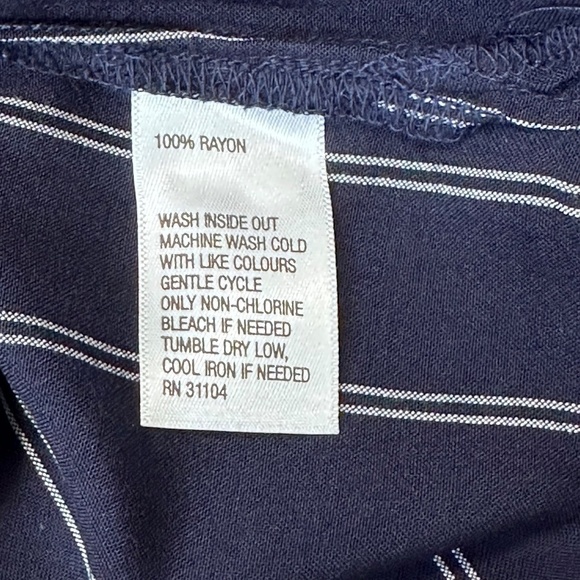 100% RAYON
WASH INSIDE OUT
MACHINE WASH COLD
WITH LIKE COLOURS
GENTLE CYCLE
ONLY NON-CHLORINE
BLEACH IF NEEDED
TUMBLE DRY LOW,
COOL IRON IF NEEDED
RN 31104